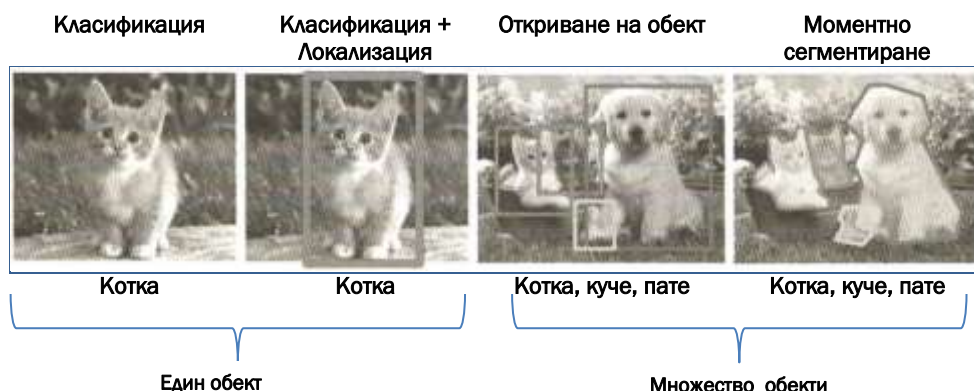 Класификация
Класификация +
Локализация
Откриване на обект
Моментно
сегментиране
Котка
Котка
Котка, куче, пате
Котка, куче, пате
Един обект
Множество обекти